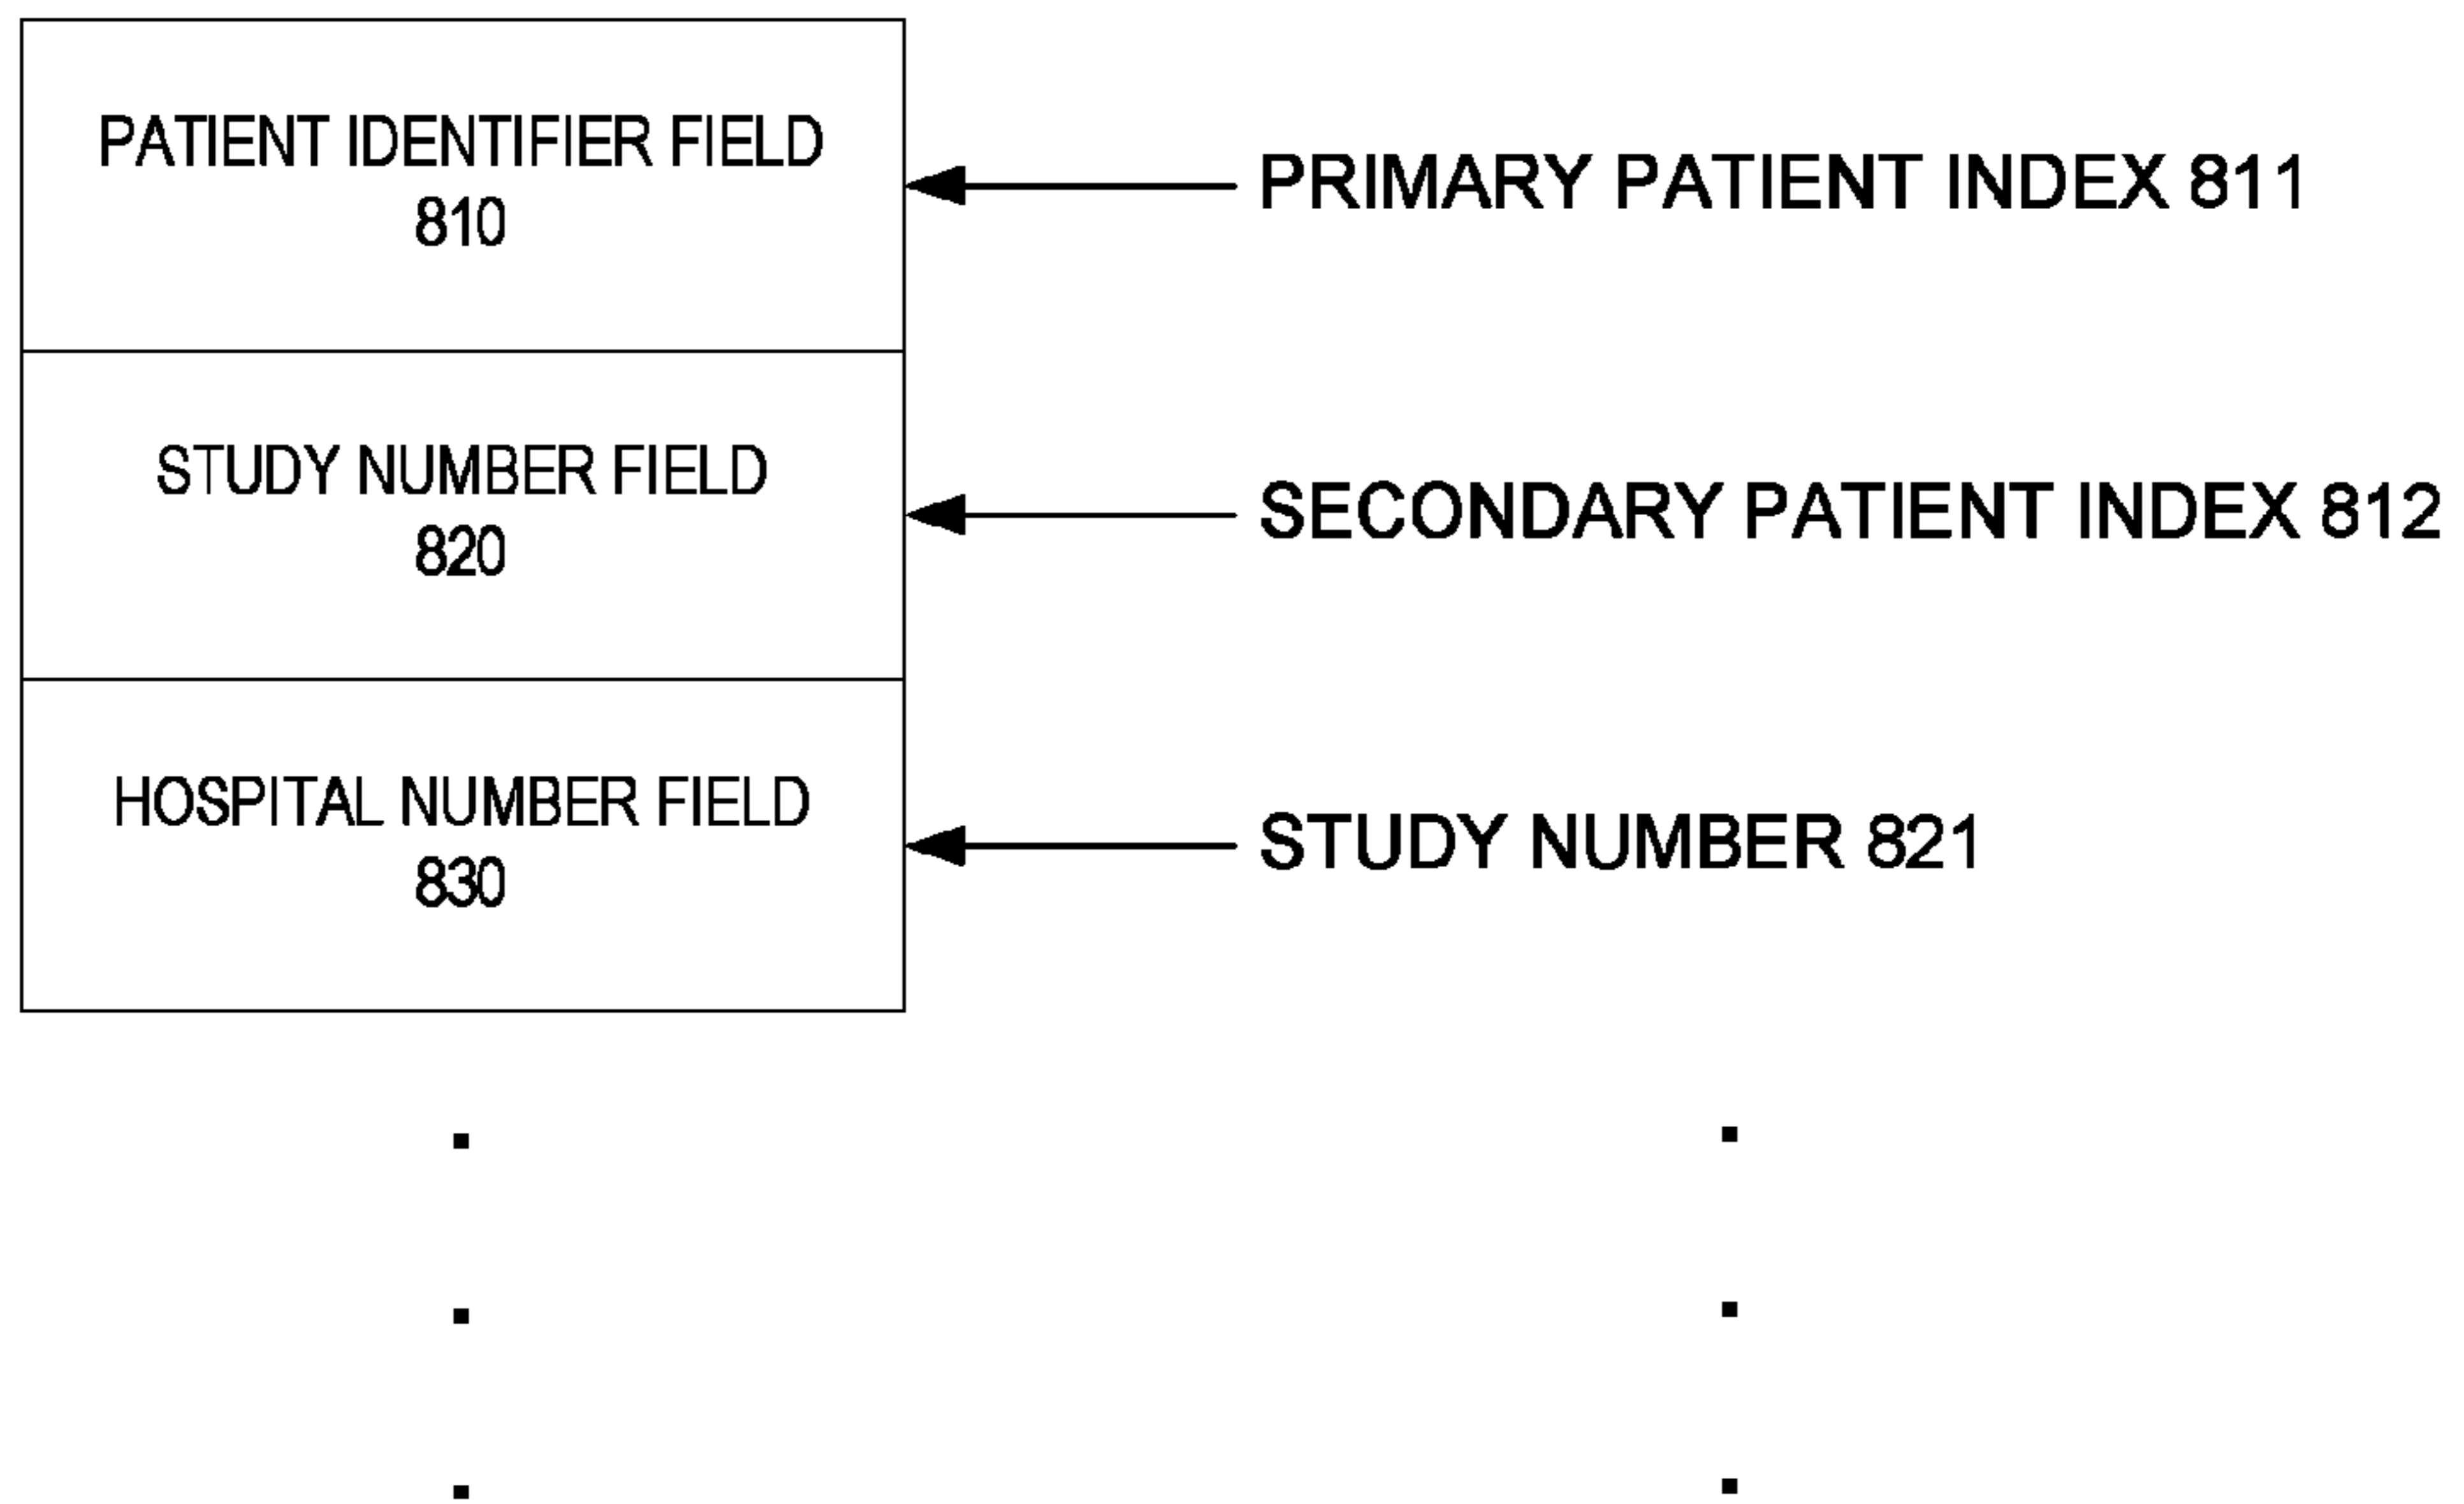 PATIENT IDENTIFIER FIELD
810
PRIMARY PATIENT INDEX 811
STUDY NUMBER FIELD
820
SECONDARY PATIENT INDEX 812
HOSPITAL NUMBER FIELD
830
STUDY NUMBER 821